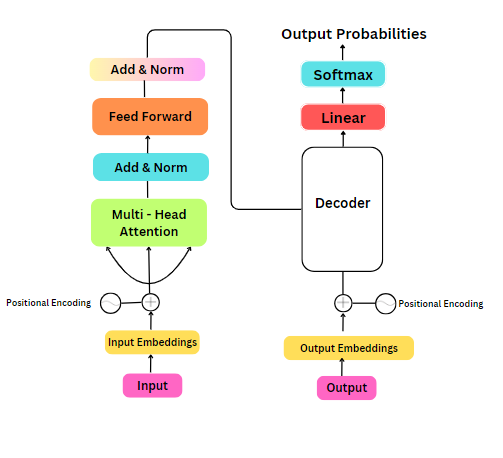 Output Probabilities
Add & Norm
Softmax
Feed Forward
Linear
Add & Norm
Decoder
Multi - Head
Attention
Positional Encoding
Positional Encoding
Input Embeddings
Output Embeddings
Input
Output